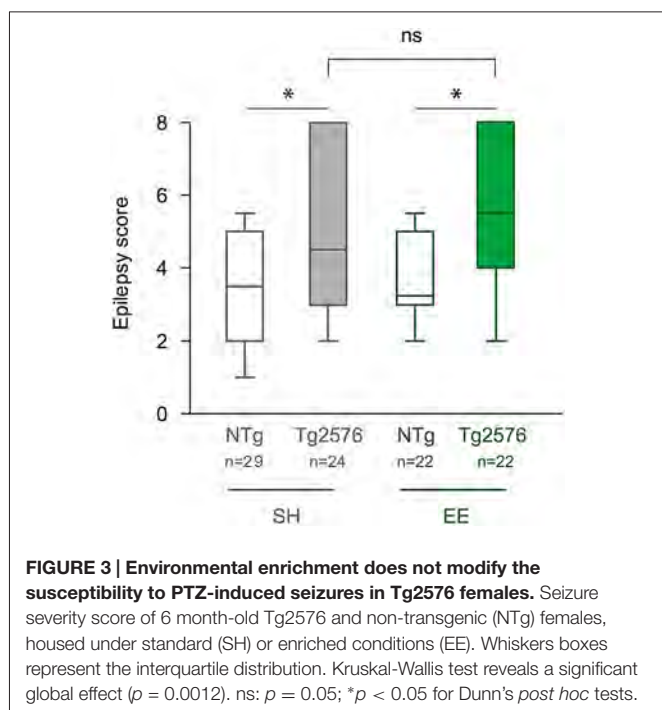 ns
* *
8
6
4
2
0
Epilepsy score
NTg Tg2576 NTg Tg2576
n=29 n=24 n=22 n=22
SH EE
FIGURE 3 | Environmental enrichment does not modify the
susceptibility to PTZ-induced seizures in Tg2576 females. Seizure
severity score of 6 month-old Tg2576 and non-transgenic (NTg) females,
housed under standard (SH) or enriched conditions (EE). Whiskers boxes
represent the interquartile distribution. Kruskal-Wallis test reveals a significant
global effect (p = 0.0012). ns: p = 0.05; *p < 0.05 for Dunn's post hoc tests.